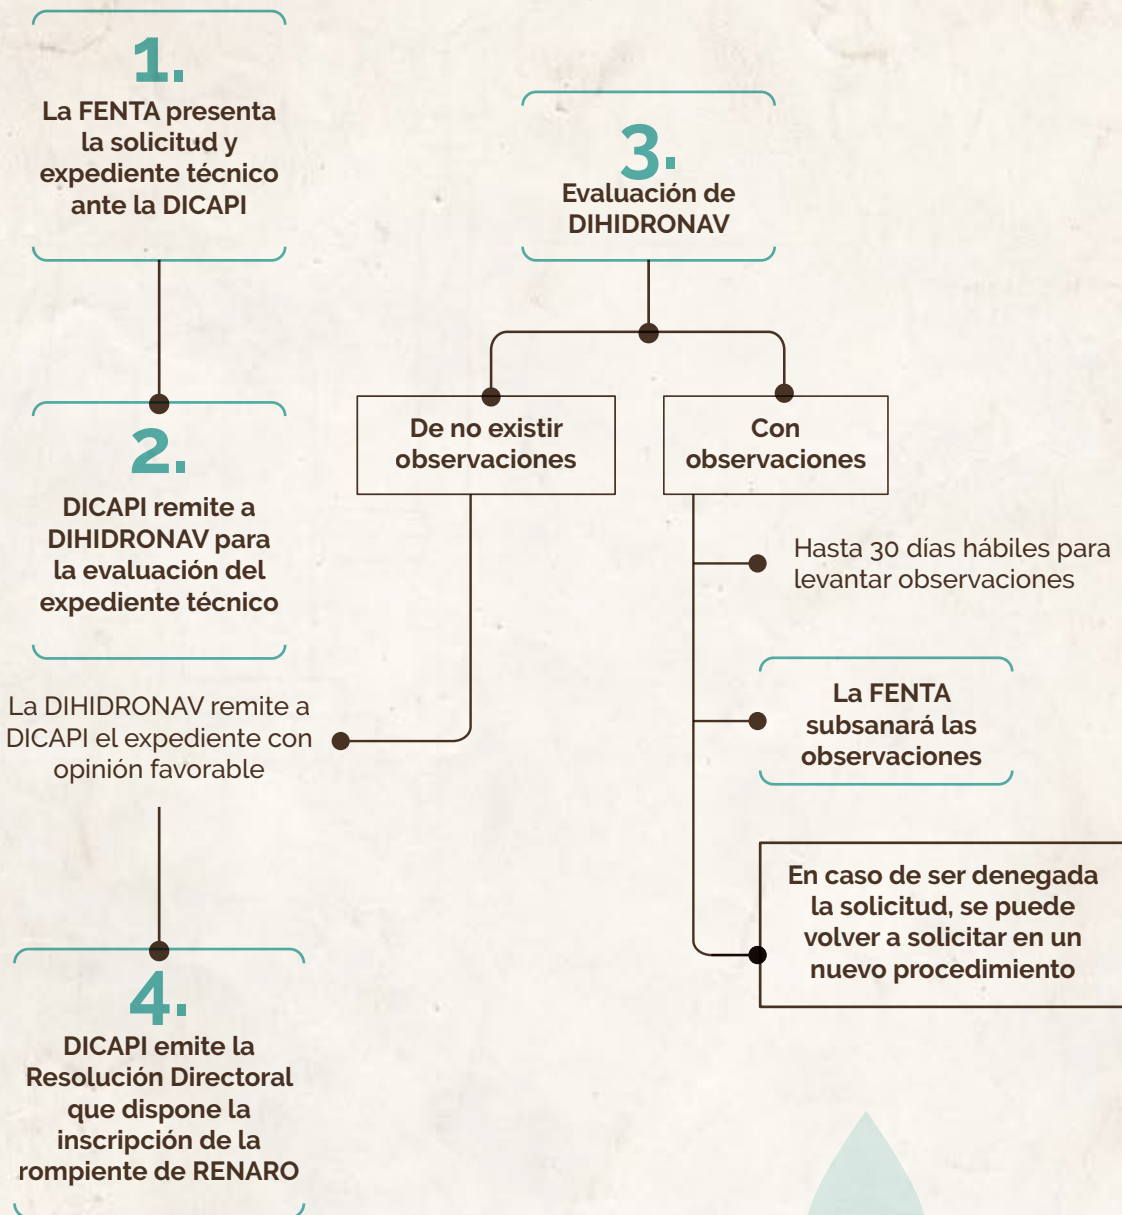 1.
La FENTA presenta
la solicitud y
expediente técnico
ante la DICAPI
2.
DICAPI remite a
DIHIDRONAV para
la evaluación del
expediente técnico
3.
Evaluación de
DIHIDRONAV
De no existir
observaciones
La DIHIDRONAV remite a
DICAPI el expediente con
opinión favorable
Con
observaciones
Hasta 30 días hábiles para
levantar observaciones
La FENTA
subsanará las
observaciones
En caso de ser denegada
la solicitud, se puede
volver a solicitar en un
nuevo procedimiento
4.
DICAPI emite la
Resolución Directoral
que dispone la
inscripción de la
rompiente de RENARO